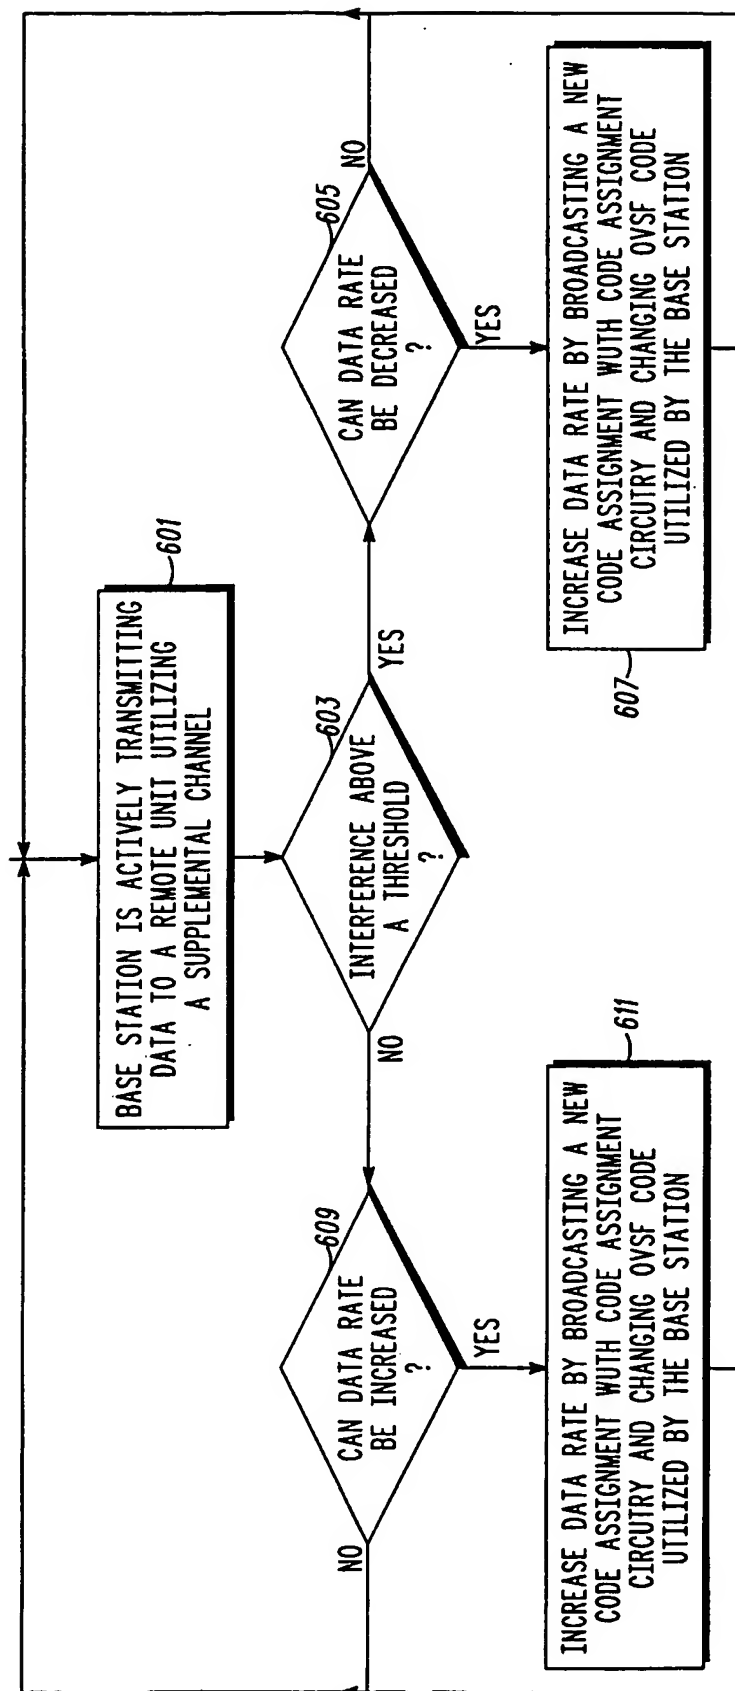 BASE STATION IS ACTIVELY TRANSMITTING
DATA TO A REMOTE UNIT UTILIZING
A SUPPLEMENTAL CHANNEL
601
INTERFERENCE ABOVE
A THRESHOLD
?
603
NO
YES
CAN DATA RATE
BE INCREASED
?
609
NO
YES
CAN DATA RATE
BE DECREASED
?
605
NO
YES
INCREASE DATA RATE BY BROADCASTING A NEW
CODE ASSIGNMENT WUTH CODE ASSIGNMENT
CIRCUTRY AND CHANGING OVSF CODE
UTILIZED BY THE BASE STATION
611
INCREASE DATA RATE BY BROADCASTING A NEW
CODE ASSIGNMENT WUTH CODE ASSIGNMENT
CIRCUTRY AND CHANGING OVSF CODE
UTILIZED BY THE BASE STATION
607